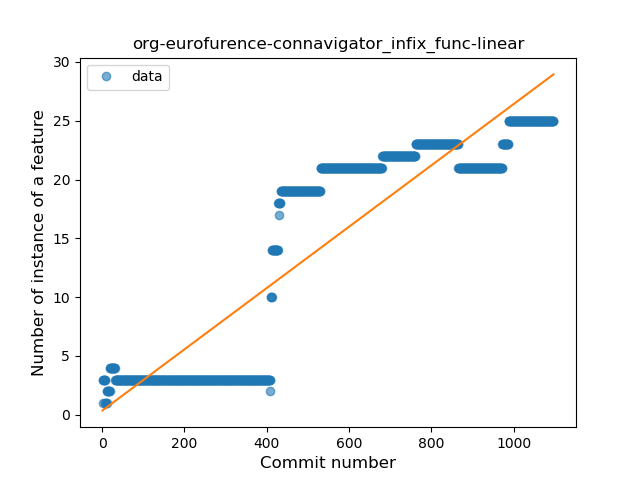 org-eurofurence-connavigator_infix_func-linear
data
Number of instance of a feature
30
25
20
15
10
5
0
0 200 400 600 800 1000
Commit number